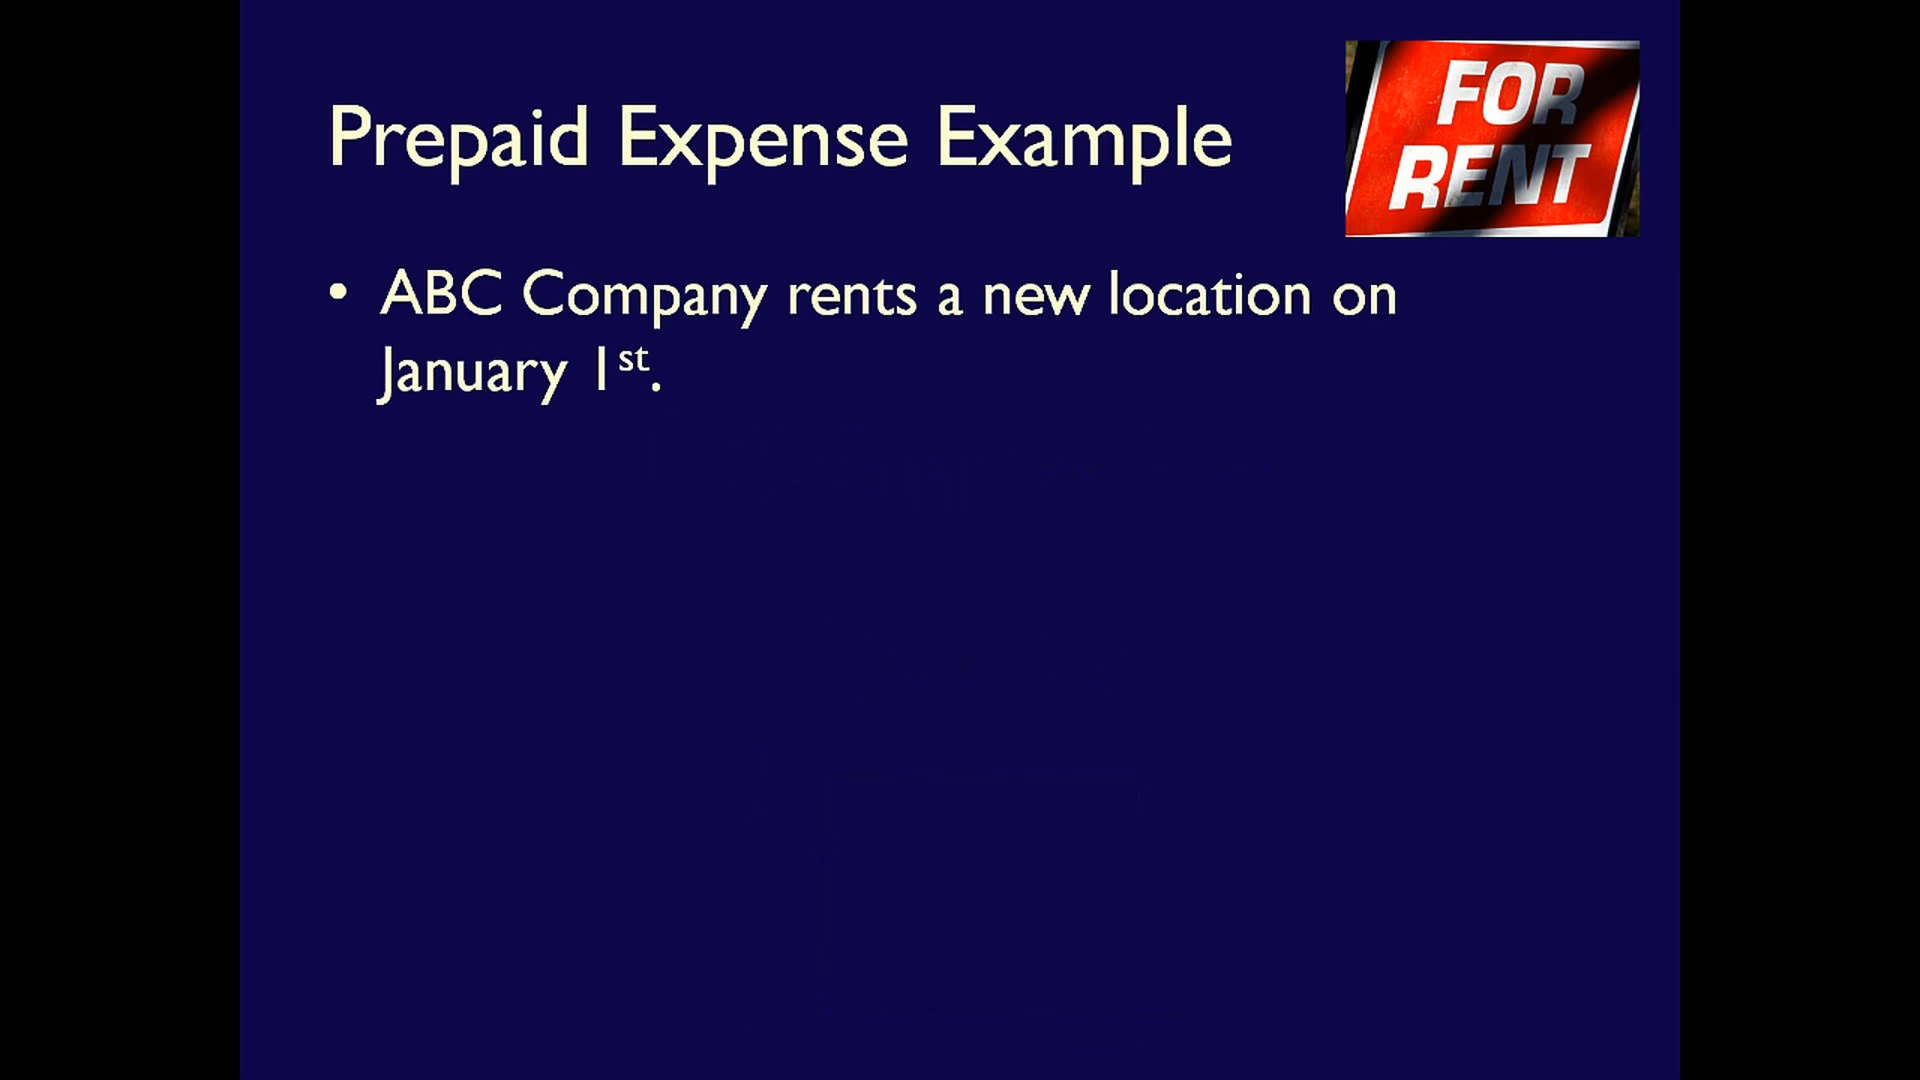 Prepaid Expense Example
FOR
RENT
• ABC Company rents a new location on
January 1st.